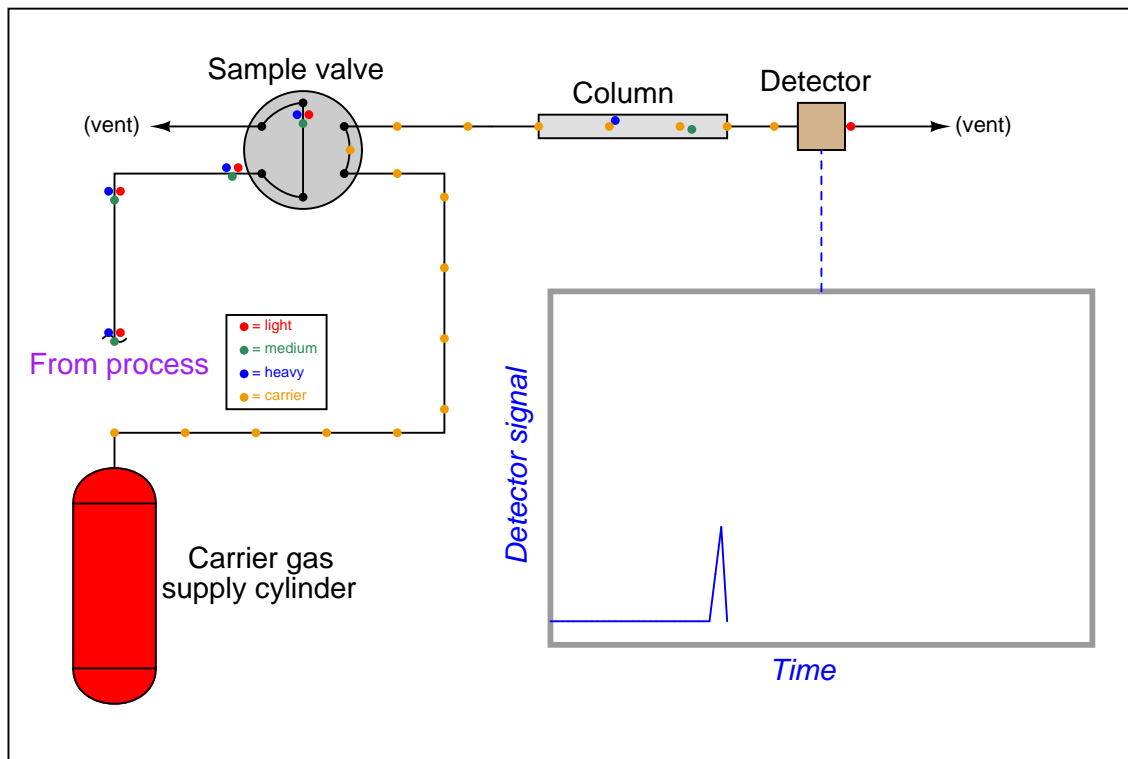 Sample valve
Column
Detector
(vent)
(vent)
= light
= medium
= heavy
= carrier
From process
Detector signal
Carrier gas
supply cylinder
Time